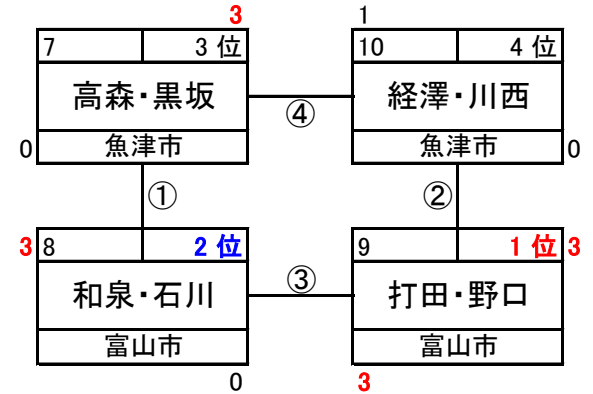 3 1
7 3 位 10 4 位
高森・黒坂 ④ 経澤・川西
0 魚津市 魚津市 0
① ②
3 8 2 位 9 1 位 3
和泉・石川 ③ 打田・野口
富山市 富山市
0 3